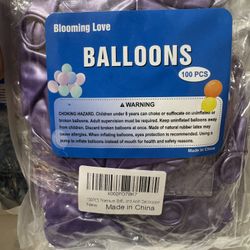 Blooming Love
BALLOONS
100 PCS
WARNING
CHOKING HAZARD. Children under 8 years can choke or suffocate on uninflated or
broken balloons. Adult supervision must be required. Keep uninflated balloons away
from children. Discard broken balloons at once. Made of natural rubber latex may
cause allergies. When inflating balloons, eyes protection is recommended. Use a
pump to inflate balloons instead of mouth for health and safety reasons.
Made in China
New
Made in China